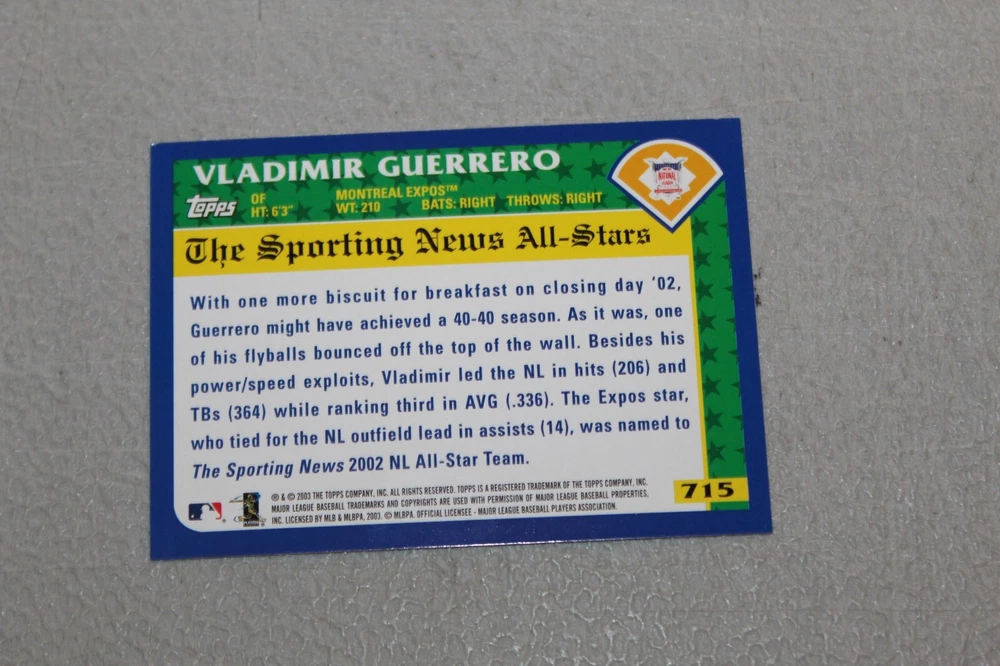 VLADIMIR GUERRERO
topps
OF MONTREAL EXPOS™
HT: 6'3" WT: 210 BATS: RIGHT THROWS: RIGHT
NATIONAL
The Sporting News All-Stars
With one more biscuit for breakfast on closing day '02,
Guerrero might have achieved a 40-40 season. As it was, one
of his flyballs bounced off the top of the wall. Besides his
power/speed exploits, Vladimir led the NL in hits (206) and
TBs (364) while ranking third in AVG (.336). The Expos star,
who tied for the NL outfield lead in assists (14), was named to
The Sporting News 2002 NL All-Star Team.
® & © 2003 THE TOPPS COMPANY, INC. ALL RIGHTS RESERVED. TOPPS IS A REGISTERED TRADEMARK OF THE TOPPS COMPANY, INC.
MAJOR LEAGUE BASEBALL TRADEMARKS AND COPYRIGHTS ARE USED WITH PERMISSION OF MAJOR LEAGUE BASEBALL PROPERTIES,
INC. LICENSED BY MLB & MLBPA, 2003. © MLBPA. OFFICIAL LICENSEE - MAJOR LEAGUE BASEBALL PLAYERS ASSOCIATION.
715